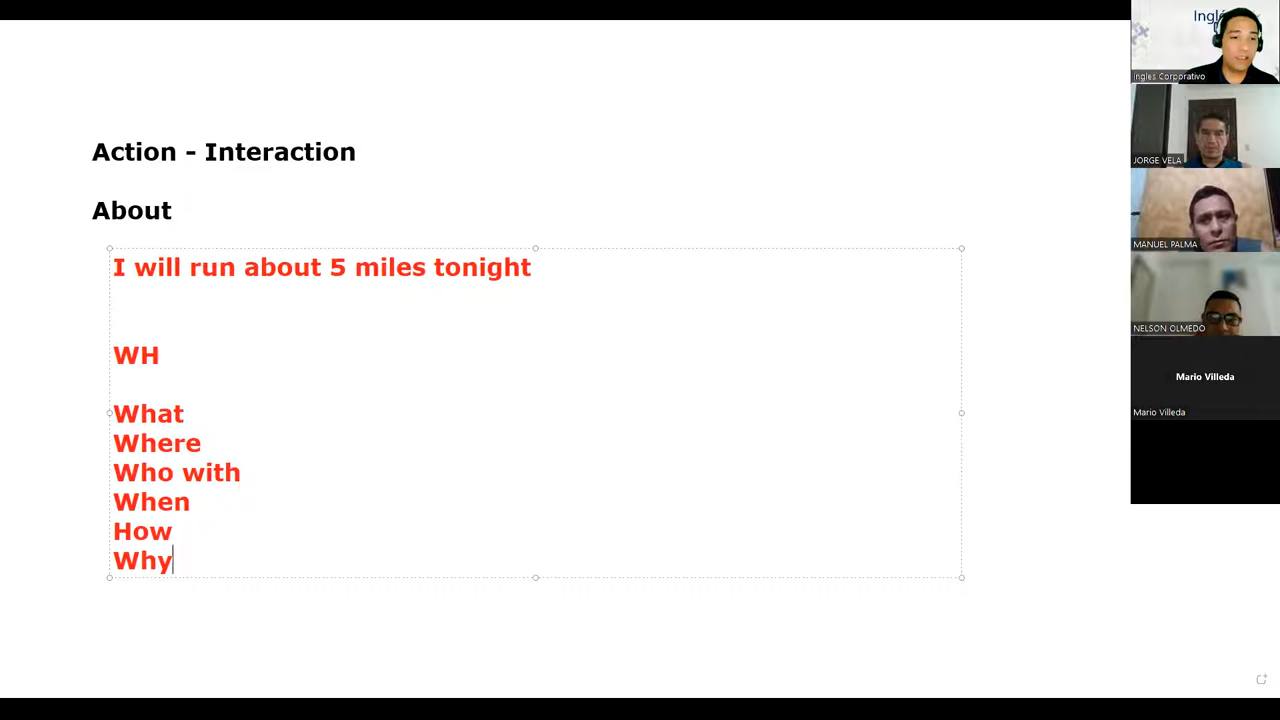 Action - Interaction
About
I will run about 5 miles tonight
WH
What
Where
Who with
When
How
Why
Ingles Corporativo
JORGE VELA
MANUEL PALMA
NELSON OLMEDO
Mario Villeda
Mario Villeda